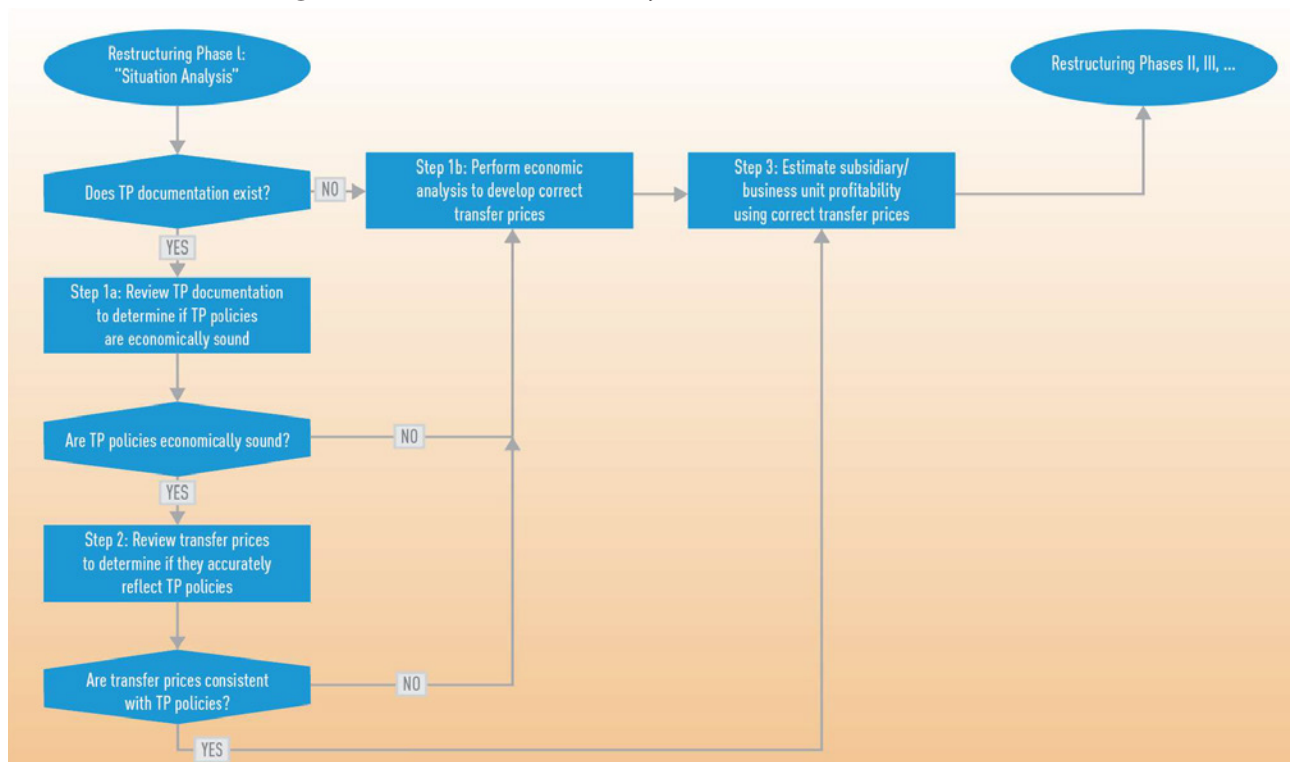 Restructuring Phase l:
"Situation Analysis"
Restructuring Phases II, III, ...
Does TP documentation exist?
NO
Step 1b: Perform economic
analysis to develop correct
transfer prices
Step 3: Estimate subsidiary/
business unit profitability
using correct transfer prices
YES
Step 1a: Review TP documentation
to determine if TP policies
are economically sound
Are TP policies economically sound?
NO
YES
Step 2: Review transfer prices
to determine if they accurately
reflect TP policies
Are transfer prices consistent
with TP policies?
NO
YES